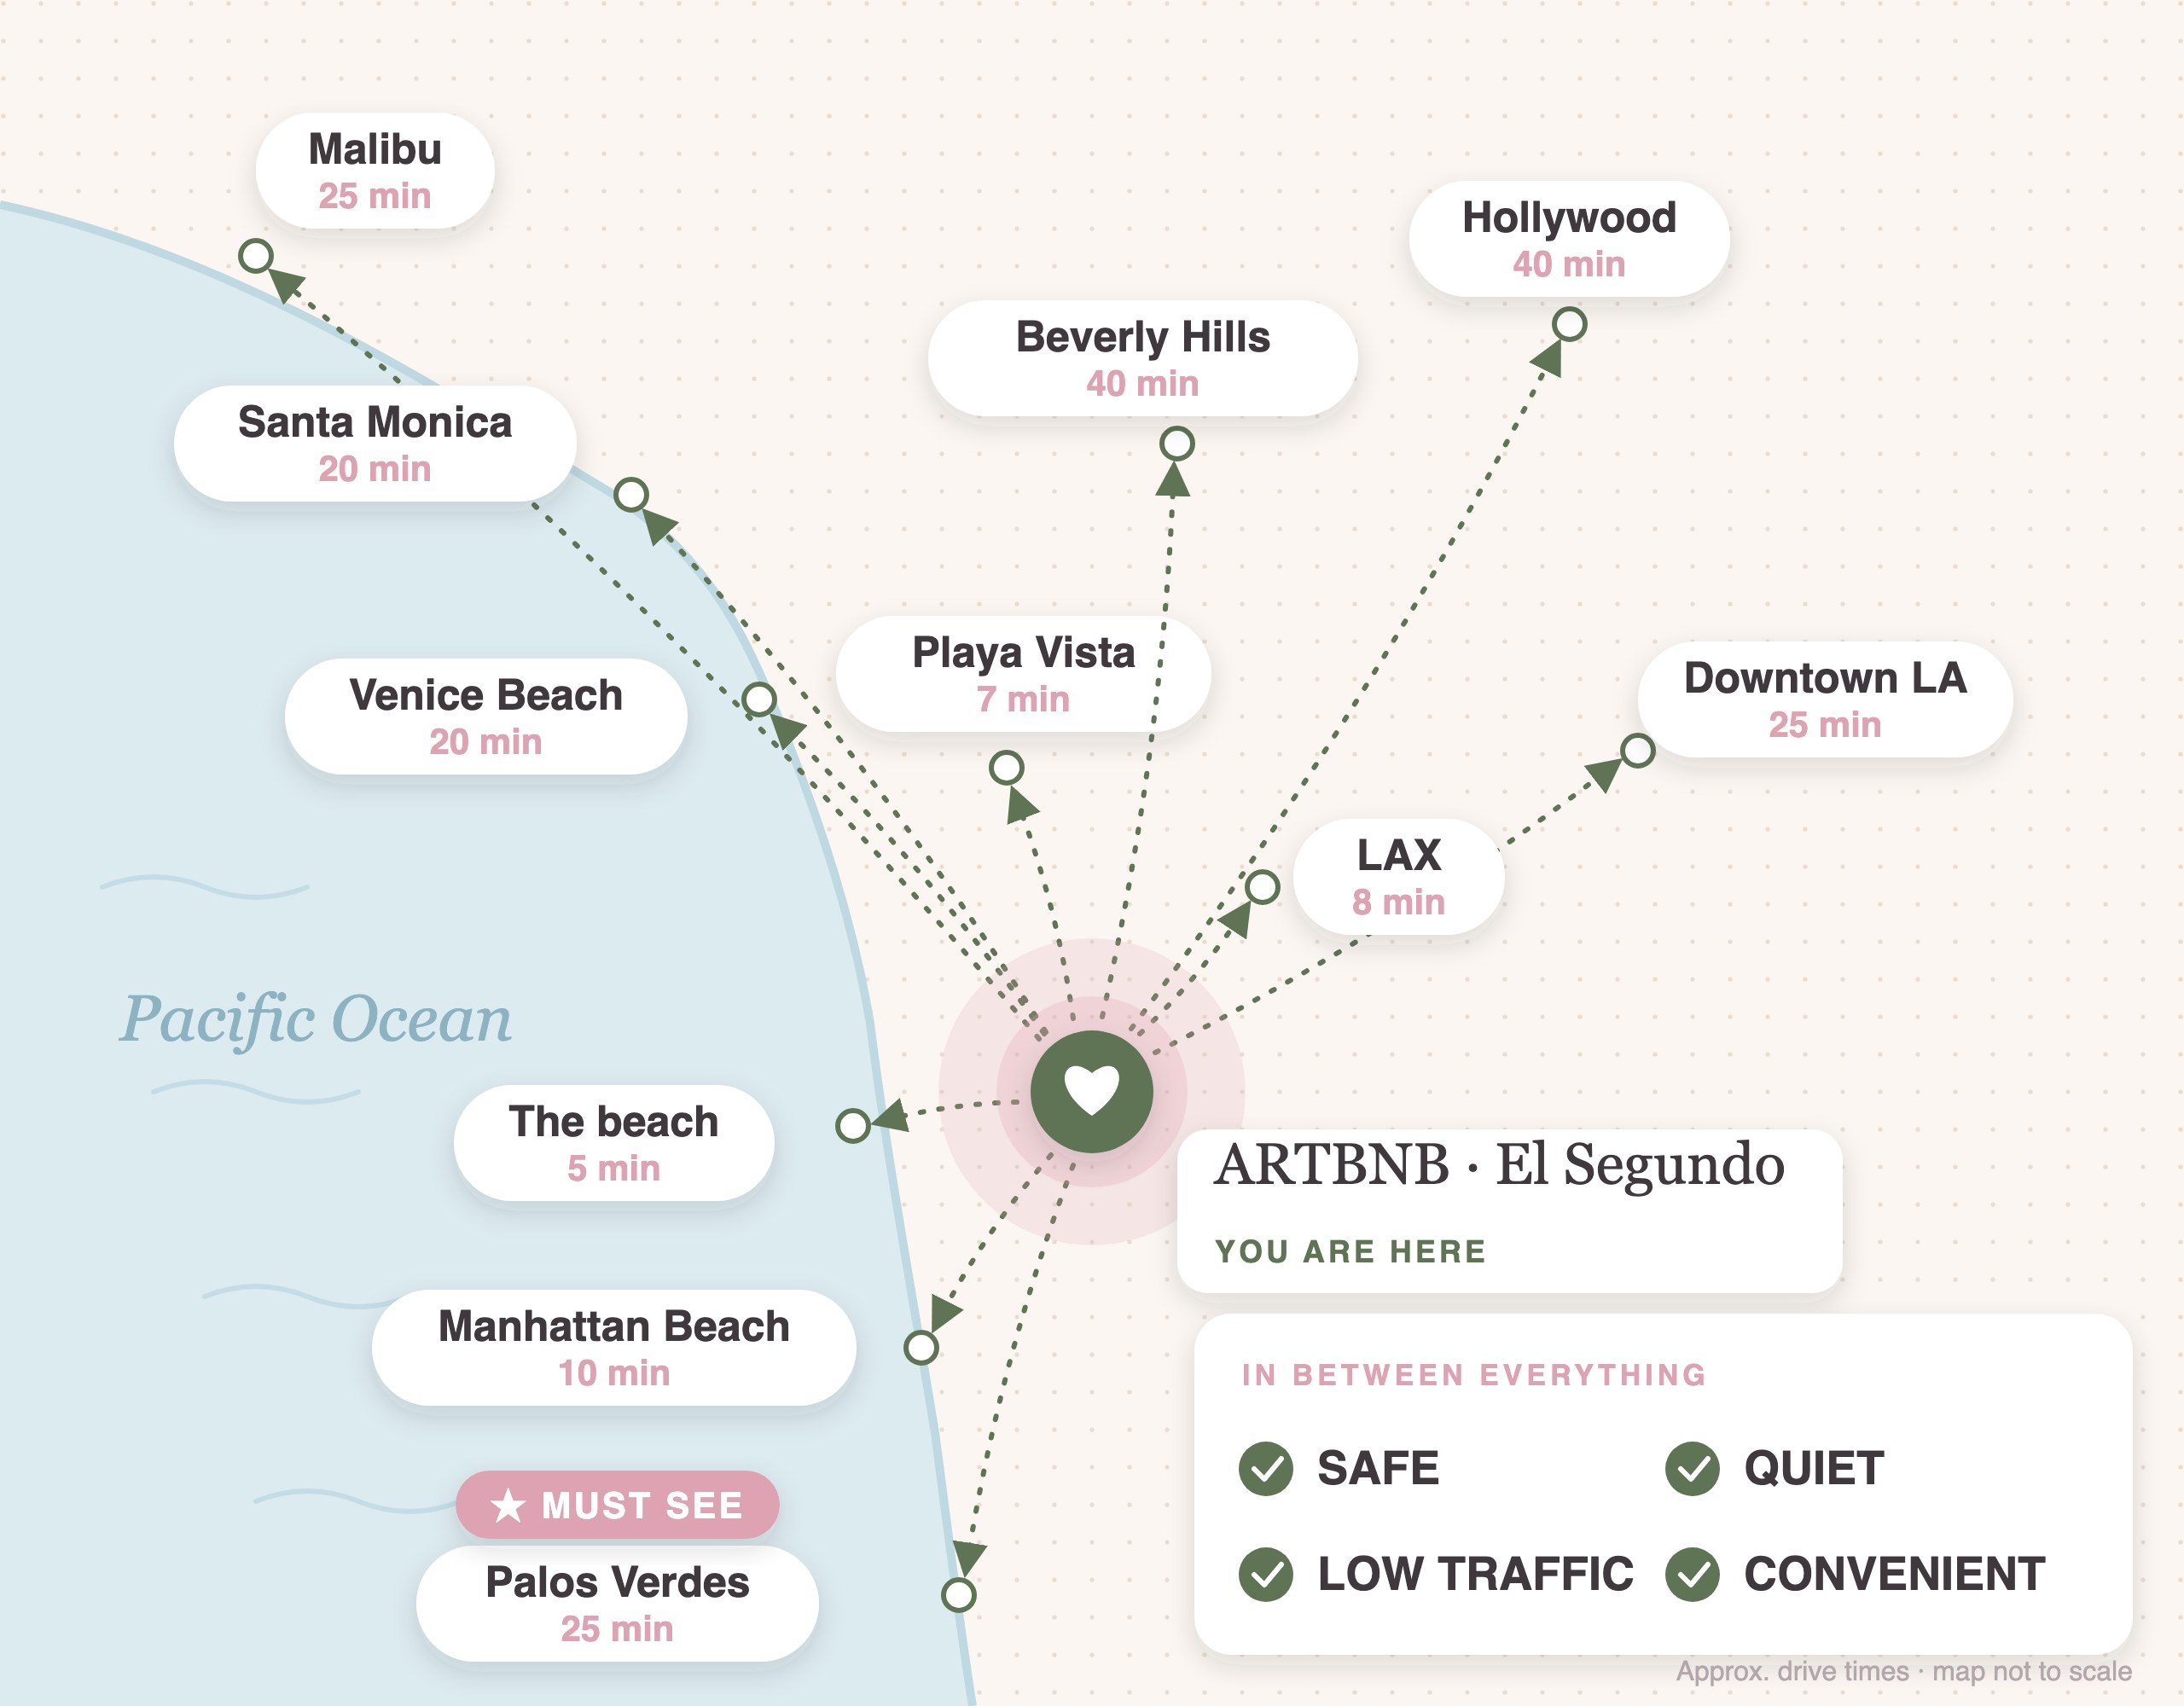 Malibu
25 min
Hollywood
40 min
Beverly Hills
40 min
Santa Monica
20 min
Playa Vista
7 min
Downtown LA
25 min
Venice Beach
20 min
LAX
8 min
Pacific Ocean
The beach
5 min
ARTBNB · El Segundo
YOU ARE HERE
Manhattan Beach
10 min
IN BETWEEN EVERYTHING
SAFE
QUIET
LOW TRAFFIC
CONVENIENT
★ MUST SEE
Palos Verdes
25 min
Approx. drive times · map not to scale